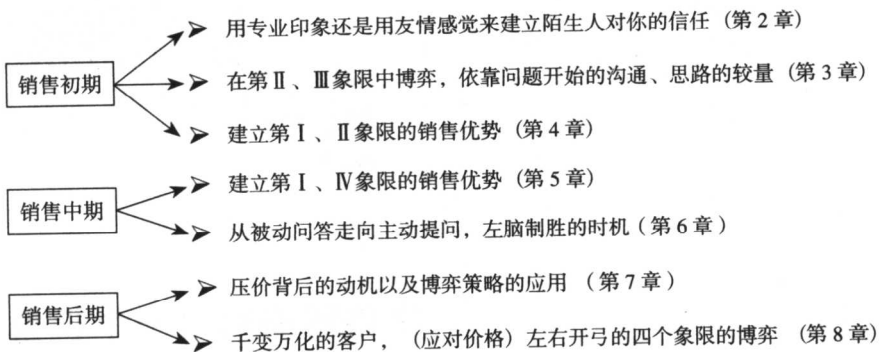 用专业印象还是用友情感觉来建立陌生人对你的信任（第 2 章）
销售初期
在第Ⅱ、Ⅲ象限中博弈，依靠问题开始的沟通、思路的较量（第 3 章）
建立第Ⅰ、Ⅱ象限的销售优势（第 4 章）
建立第Ⅰ、Ⅳ象限的销售优势（第 5 章）
销售中期
从被动问答走向主动提问，左脑制胜的时机（第 6 章）
压价背后的动机以及博弈策略的应用（第 7 章）
销售后期
千变万化的客户，（应对价格）左右开弓的四个象限的博弈（第 8 章）